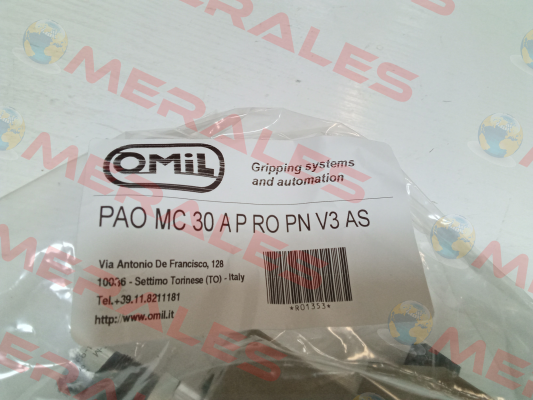 OMIL
Gripping systems
and automation
PAO MC 30 A P RO PN V3 AS
Via Antonio De Francisco, 128
10036 - Settimo Torinese (TO) - Italy
Tel.+39.11.8211181
http://www.omil.it
*R01353*
MERALES
MERALES
MERALES
MERALES
MERALES